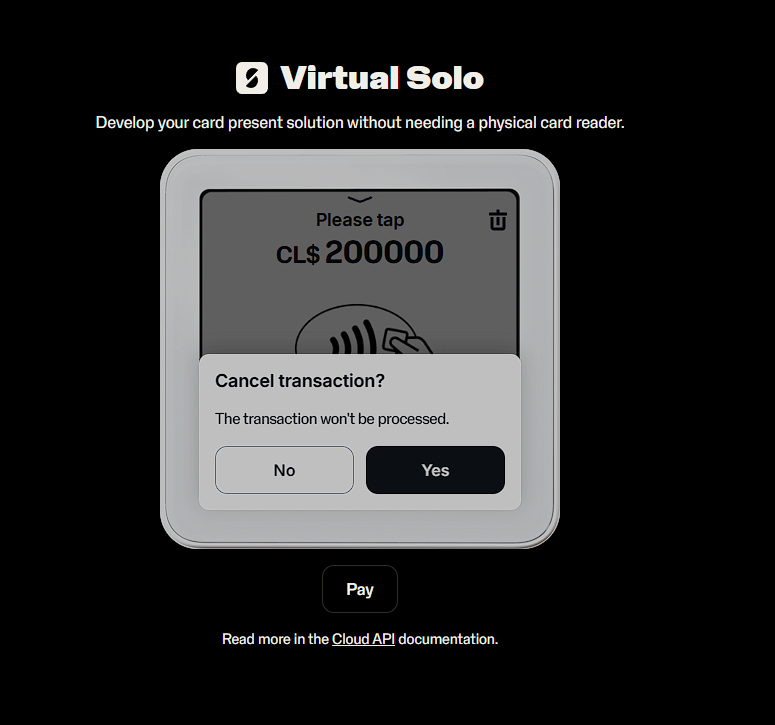 Virtual Solo
Develop your card present solution without needing a physical card reader.
Please tap
CL$ 200000
Cancel transaction?
The transaction won't be processed.
No
Yes
Pay
Read more in the Cloud API documentation.